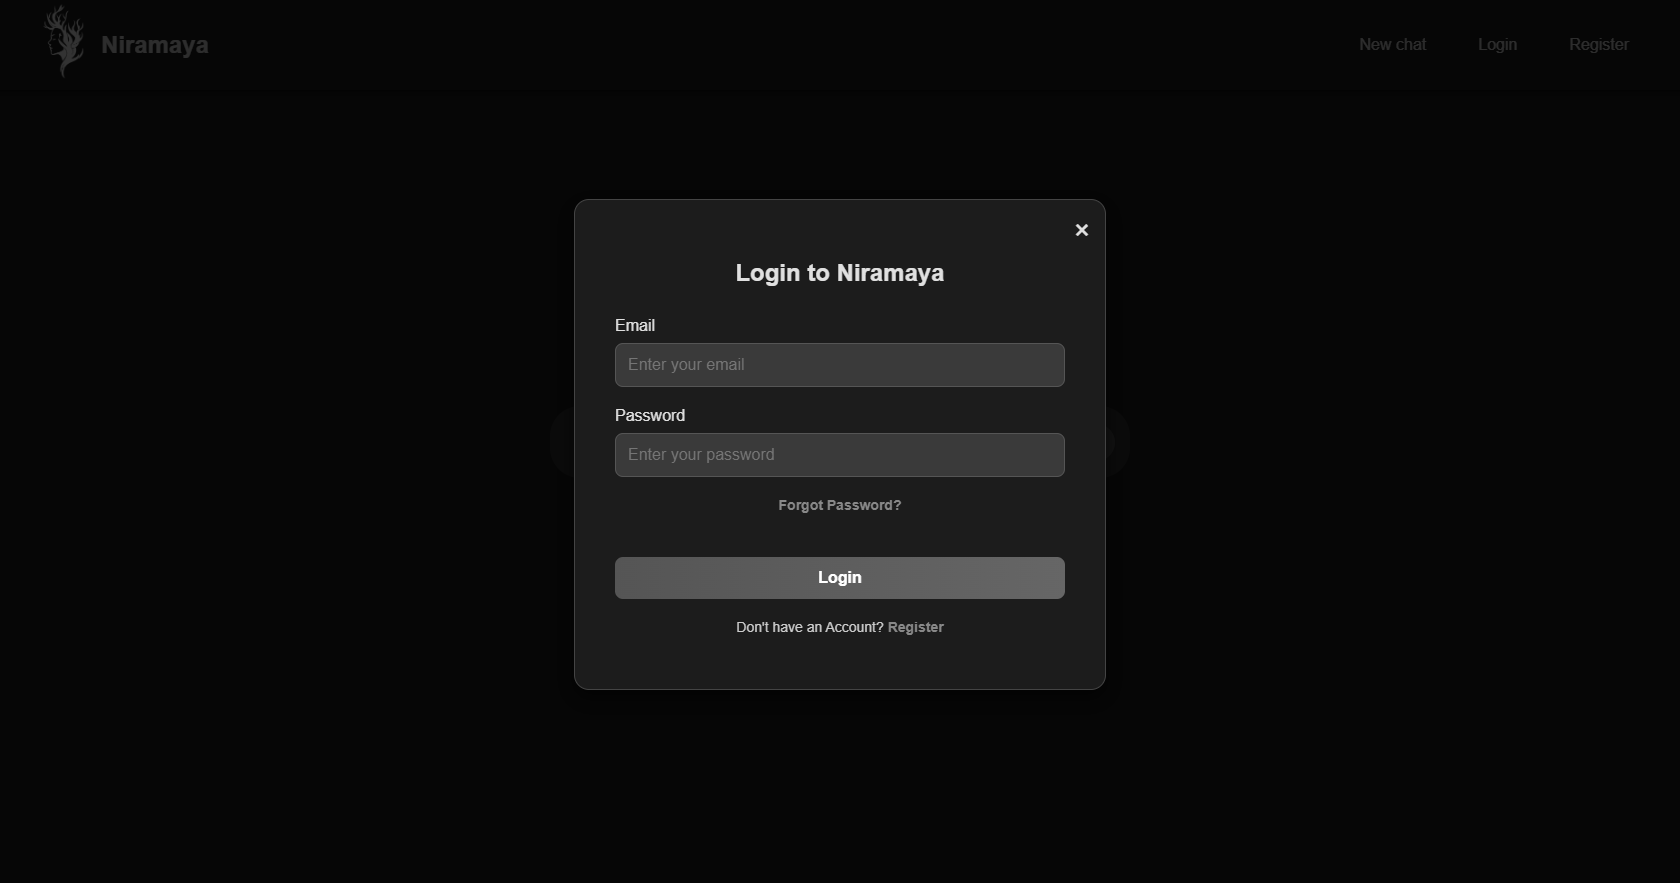 Niramaya
New chat
Login
Register
×
Login to Niramaya
Email
Enter your email
Password
Enter your password
Forgot Password?
Login
Don't have an Account? Register